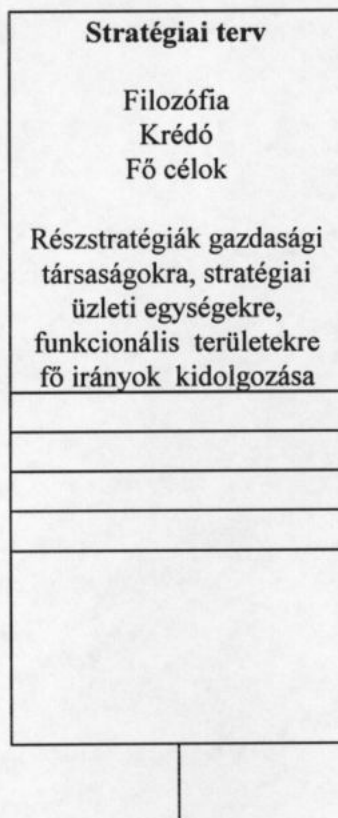 Stratégiai terv
Filozófia
Krédó
Fő célok
Részstratégiák gazdasági
társaságokra, stratégiai
üzleti egységekre,
funkcionális területekre
fő irányok kidolgozása